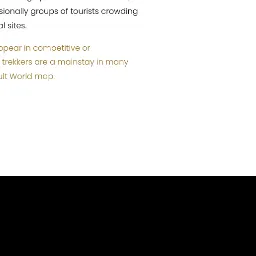 sionally groups of tourists crowding
al sites.
ppear in competitive or
trekkers are a mainstay in many
ult World map